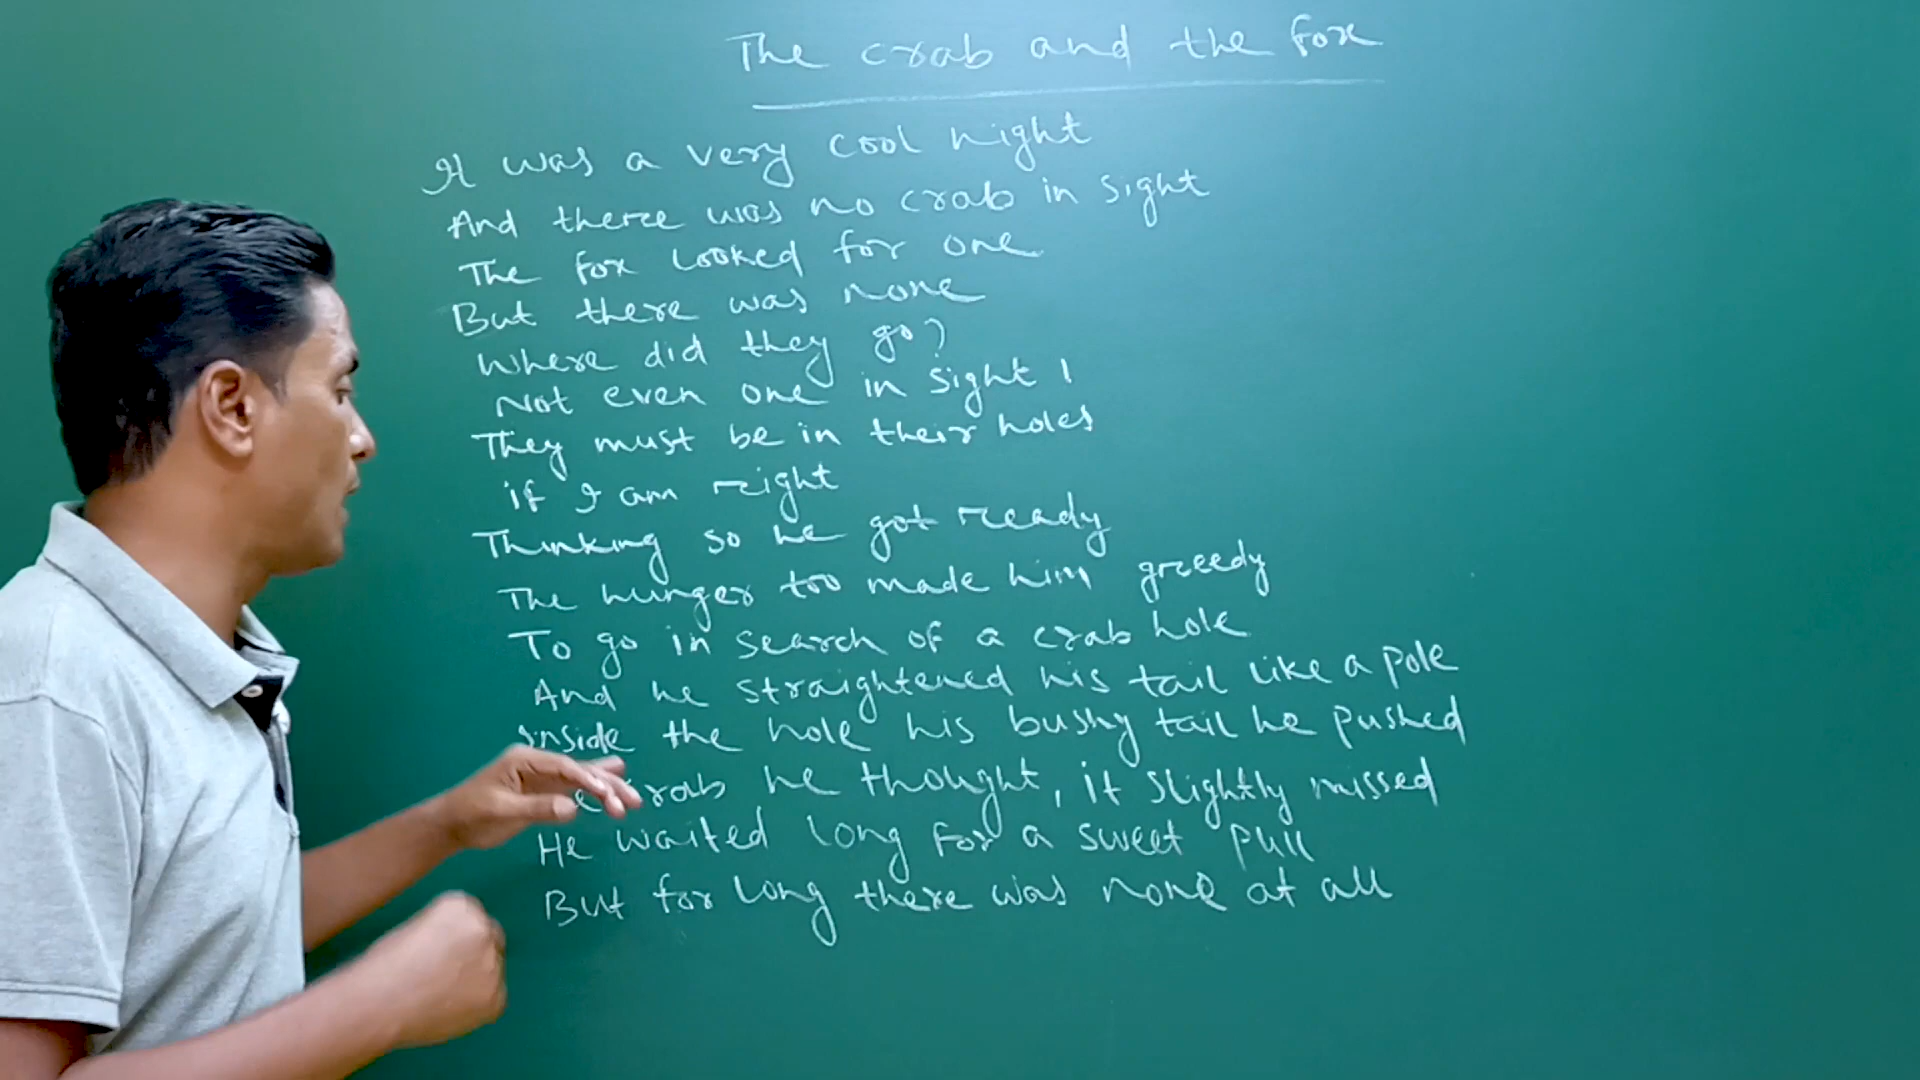 The crab and the fox
It was a very cool night
And there was no crab in sight
The fox looked for one
But there was none
Where did they go?
Not even one in sight !
They must be in their holes
if I am right
Thinking so he got ready
The hunger too made him greedy
To go in search of a crab hole
And he straightened his tail like a pole
Inside the hole his bushy tail he pushed
crab he thought, it slightly missed
He waited long for a sweet pull
But for long there was none at all